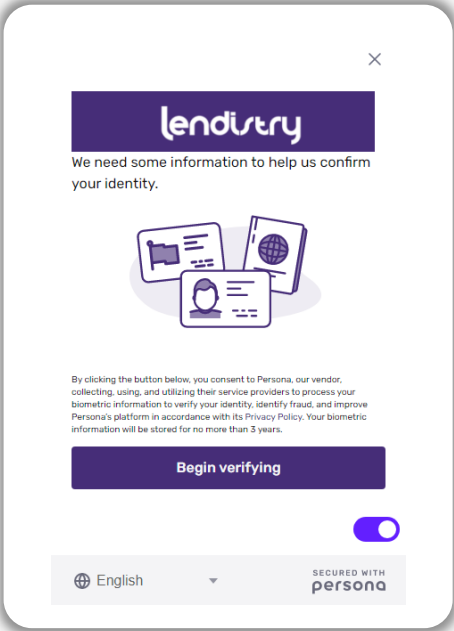 lendistry
We need some information to help us confirm
your identity.
By clicking the button below, you consent to Persona, our vendor,
collecting, using, and utilizing their service providers to process your
biometric information to verify your identity, identify fraud, and improve
Persona's platform in accordance with its Privacy Policy. Your biometric
information will be stored for no more than 3 years.
Begin verifying
English
SECURED WITH
persona